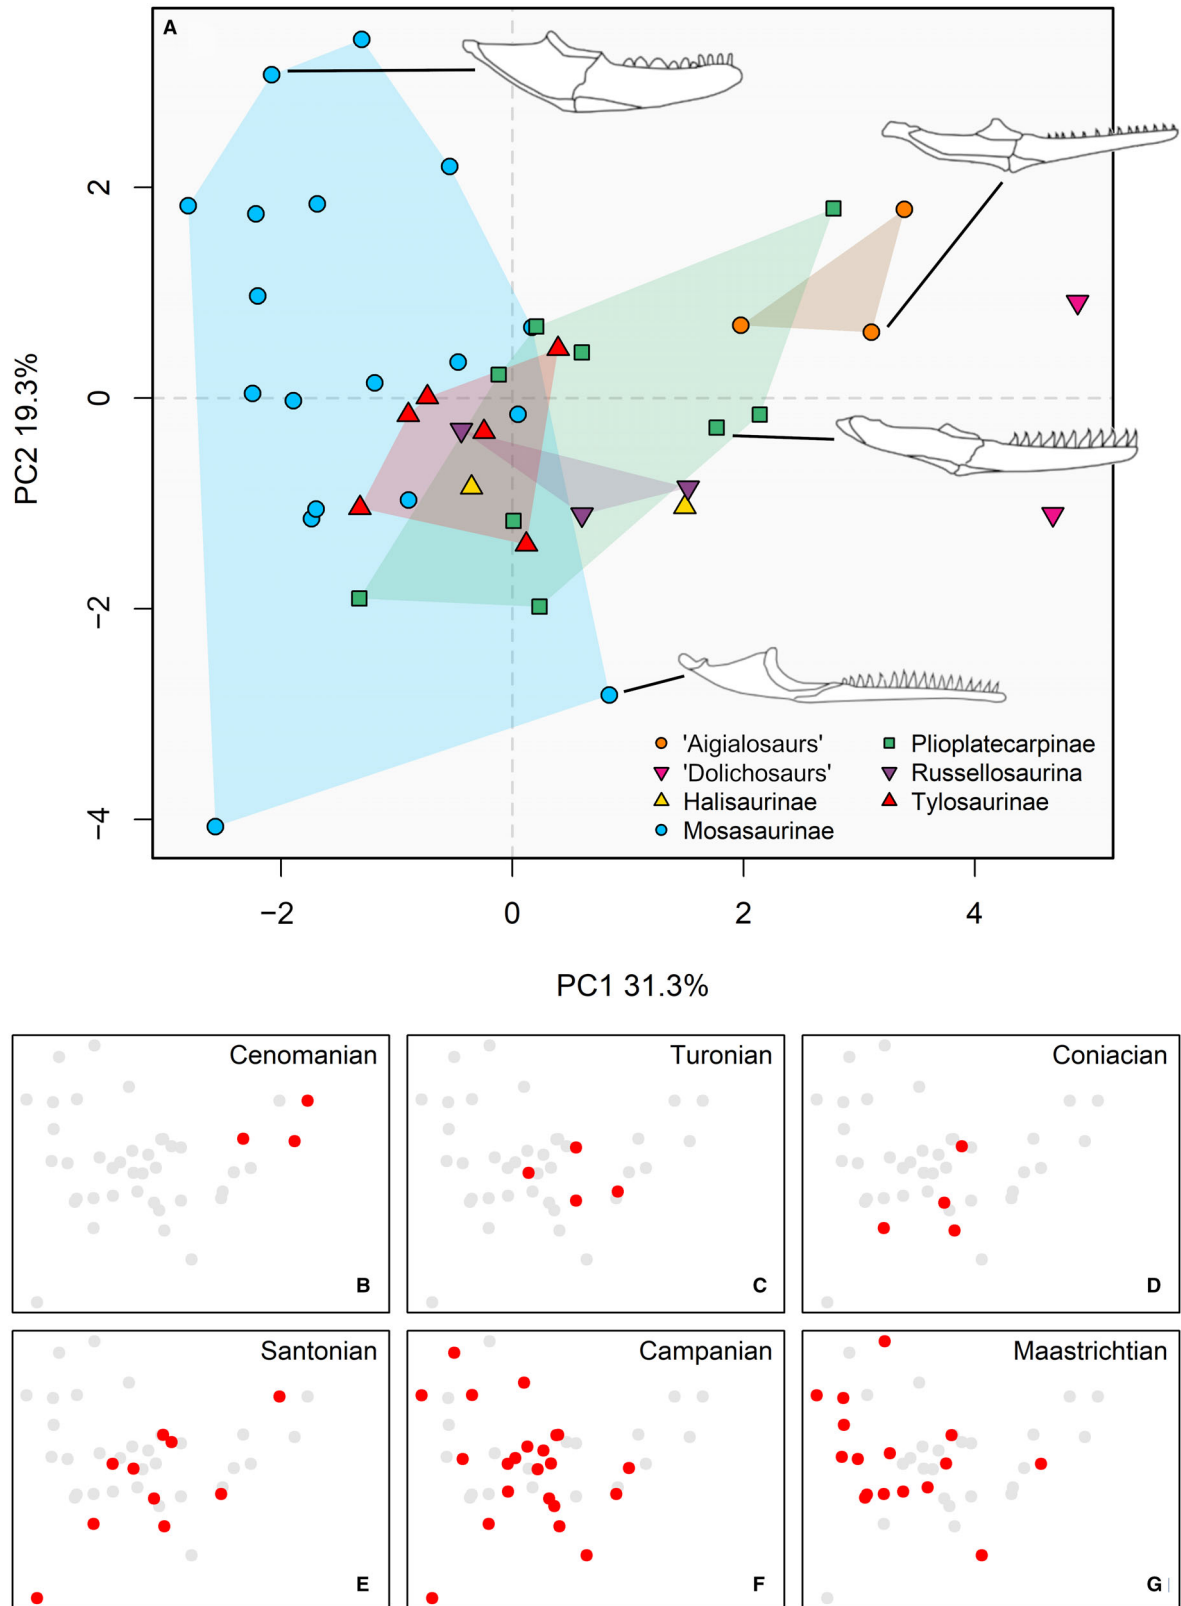 A
2
0
−2
−4
PC2 19.3%
−2 0 2 4
PC1 31.3%
'Aigialosaurs'
'Dolichosaurs'
Halisaurinae
Mosasaurinae
Plioplatecarpinae
Russellosaurina
Tylosaurinae
Cenomanian
B
Turonian
C
Coniacian
D
Santonian
E
Campanian
F
Maastrichtian
G